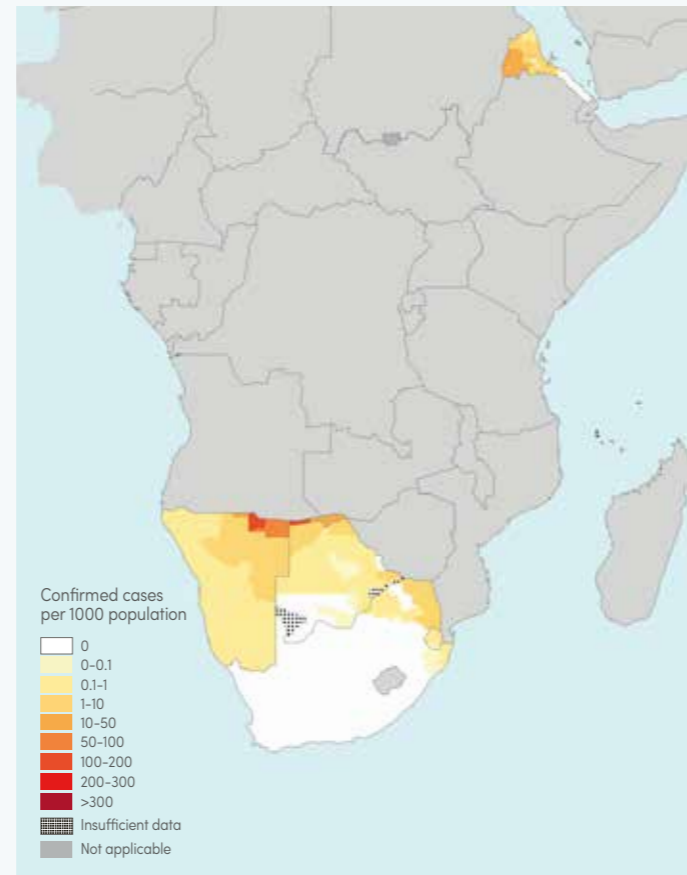 Confirmed cases
per 1000 population
0
0-0.1
0.1-1
1-10
10-50
50-100
100-200
200-300
>300
Insufficient data
Not applicable